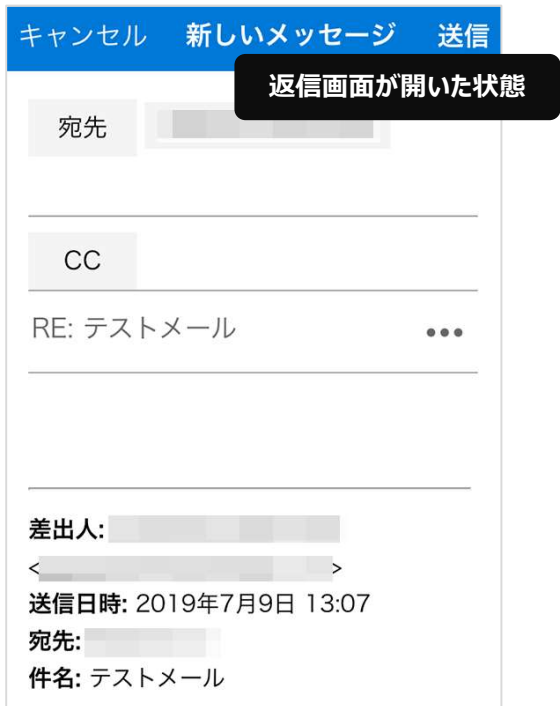 キャンセル 新しいメッセージ 送信
返信画面が開いた状態
宛先
CC
RE: テストメール •••
差出人:
< >
送信日時: 2019年7月9日 13:07
宛先:
件名: テストメール